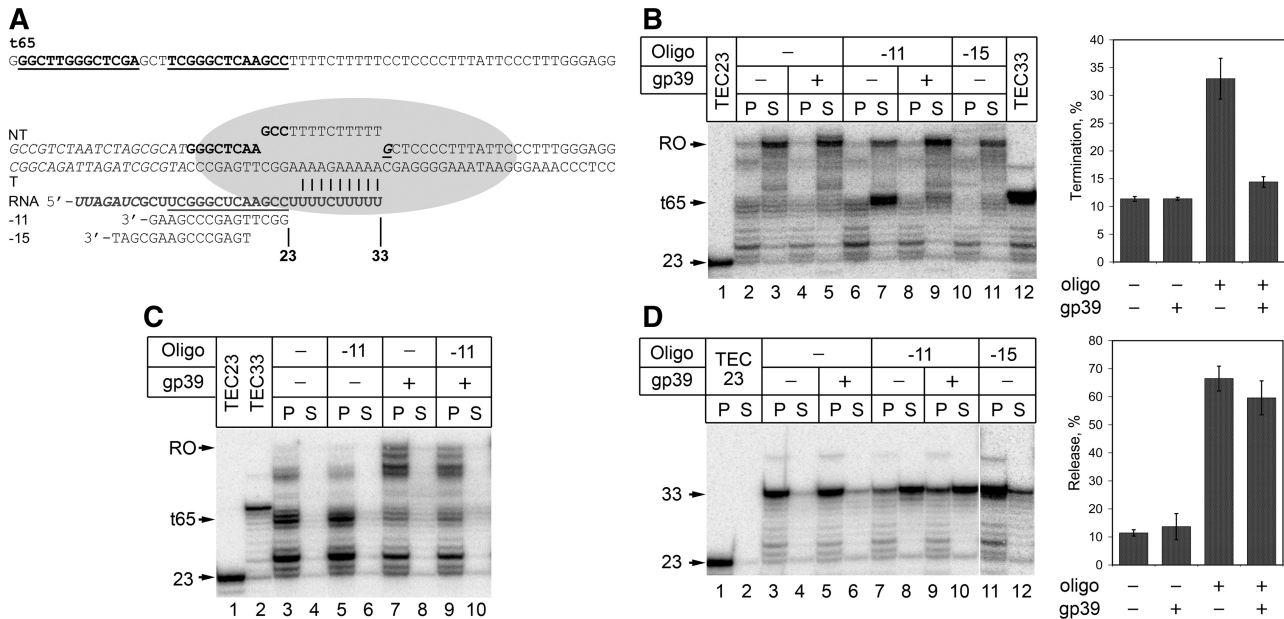 A
t65
GGGCTTGGGCTCGAGCTTTCGGGCTCAAGCCTTTTCTTTTTCCTCCCCTTTATTCCCTTTGGGAGG
NT
GCCTTTTCTTTTT
GCCGTCTAATCTAGCGCATGGGCTCAA GCTCCCCTTTATTCCCTTTGGGAGG
CGGCAGATTAGATCGCGTACCCGAGTTCGGAAAAGAAAAACGAGGGGAAATAAGGGAAACCCTCC
T
RNA 5’-UUAGAUCGCUUCGGGCUCAAGCCUUUUCUUUUU
-11 3’-GAAGCCCGAGTTCGG
-15 3’-TAGCGAAGCCCGAGT
23 33
B
Oligo TEC23 – -11 -15 TEC33
gp39 – + – + –
P S P S P S P S P S
RO
t65
23
1 2 3 4 5 6 7 8 9 10 11 12
Termination, %
40
35
30
25
20
15
10
5
0
oligo – – + +
gp39 – + – +
C
Oligo TEC23 TEC33 – -11 – -11
gp39 – – + +
P S P S P S P S
RO
t65
23
1 2 3 4 5 6 7 8 9 10
D
Oligo TEC 23 – -11 -15
gp39 – + – + –
P S P S P S P S P S P S
33
23
1 2 3 4 5 6 7 8 9 10 11 12
Release, %
80
70
60
50
40
30
20
10
0
oligo – – + +
gp39 – + – +